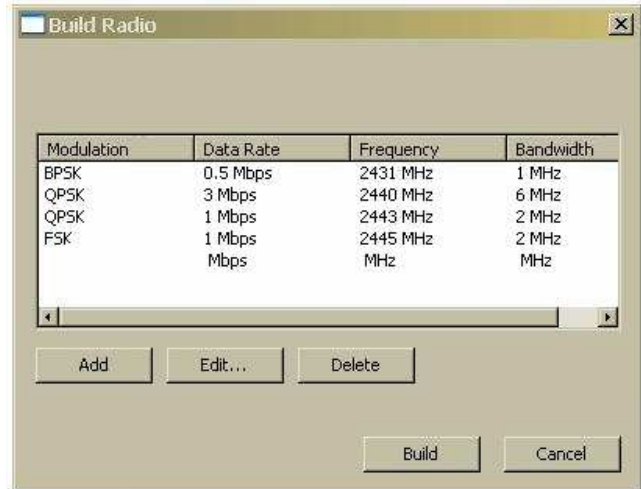 Build Radio
Modulation Data Rate Frequency Bandwidth
BPSK 0.5 Mbps 2431 MHz 1 MHz
QPSK 3 Mbps 2440 MHz 6 MHz
QPSK 1 Mbps 2443 MHz 2 MHz
FSK 1 Mbps 2445 MHz 2 MHz
Mbps MHz MHz
Add Edit... Delete
Build Cancel